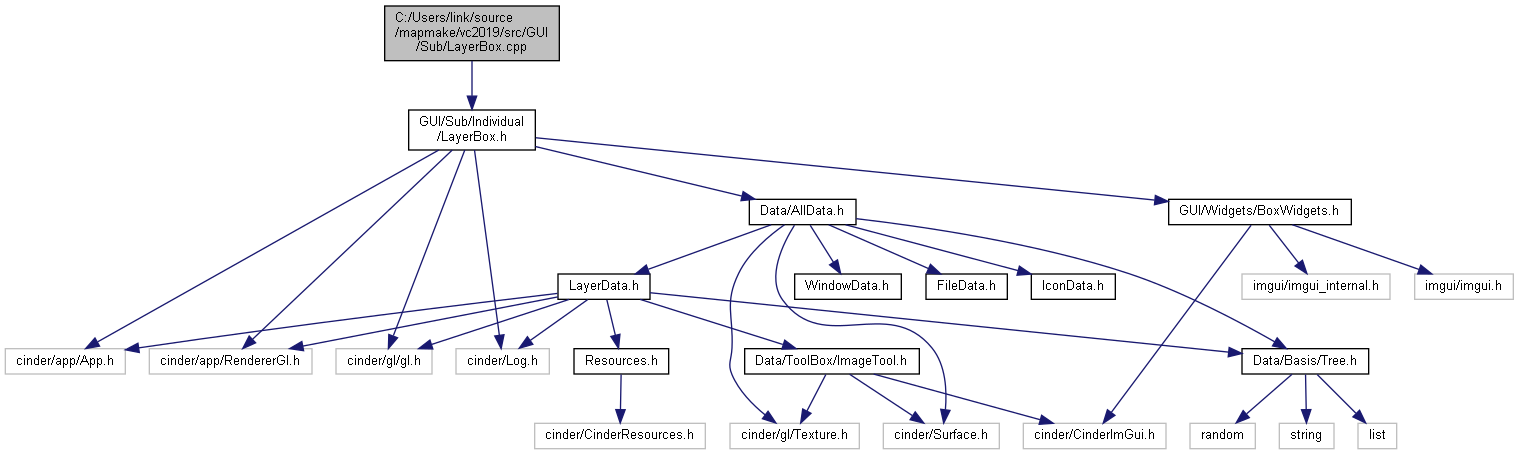 C:/Users/link/source
/mapmake/vc2019/src/GUI
/Sub/LayerBox.cpp
GUI/Sub/Individual
/LayerBox.h
Data/AllData.h
GUI/Widgets/BoxWidgets.h
LayerData.h
WindowData.h
FileData.h
IconData.h
imgui/imgui_internal.h
imgui/imgui.h
cinder/app/App.h
cinder/app/RendererGl.h
cinder/gl/gl.h
cinder/Log.h
Resources.h
Data/ToolBox/ImageTool.h
Data/Basis/Tree.h
cinder/CinderResources.h
cinder/gl/Texture.h
cinder/Surface.h
cinder/CinderImGui.h
random
string
list